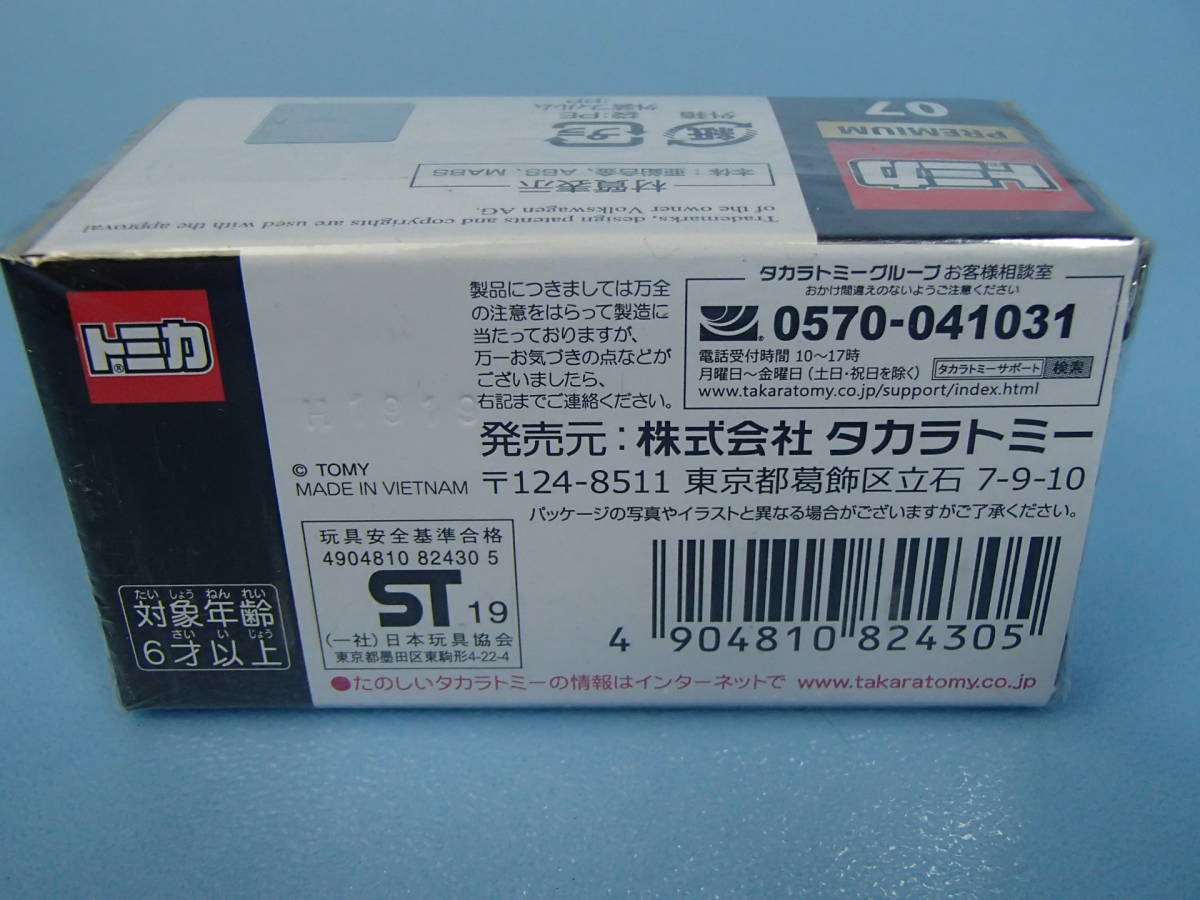 07
PREMIUM
トミカ
外箱
袋:PE
外装フィルム
:PP
紙
プラ
材質表示
本体:亜鉛合金、ABS、MABS
Trademarks, design patents and copyrights are used with the approval
of the owner Volkswagen AG.
トミカ®
対象年齢
たいしょうねんれい
6才以上
さいいじょう
製品につきましては万全
の注意をはらって製造に
当たっておりますが、
万一お気づきの点などが
ございましたら、
右記までご連絡ください。
タカラトミーグループ お客様相談室
おかけ間違えのないようご注意ください
0570-041031
電話受付時間 10~17時
月曜日~金曜日(土日・祝日を除く)
タカラトミーサポート 検索
www.takaratomy.co.jp/support/index.html
H1919
発売元:株式会社 タカラトミー
© TOMY
MADE IN VIETNAM
〒124-8511 東京都葛飾区立石 7-9-10
パッケージの写真やイラストと異なる場合がございますがご了承ください。
玩具安全基準合格
4904810 82430 5
ST 19
(一社)日本玩具協会
東京都墨田区東駒形4-22-4
4 904810 824305
●たのしいタカラトミーの情報はインターネットで www.takaratomy.co.jp